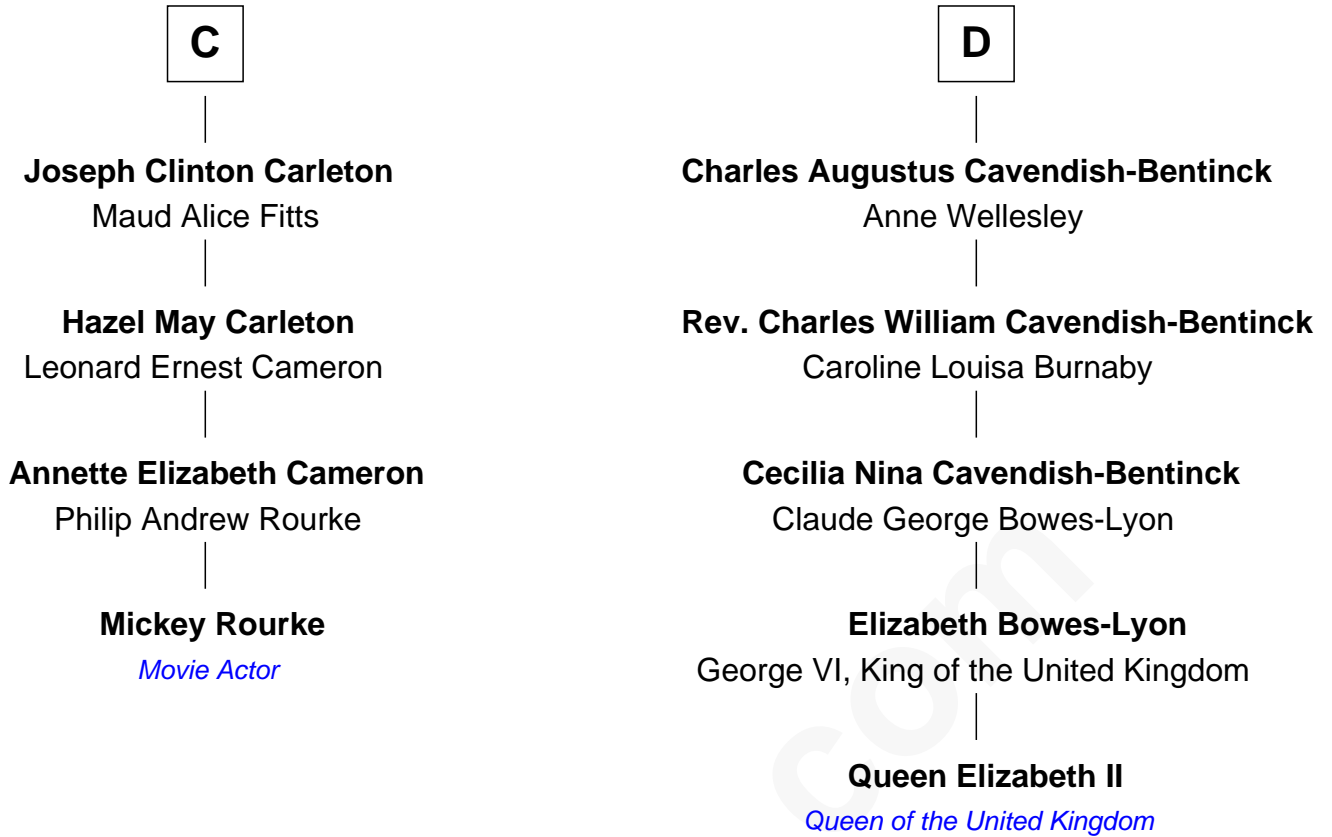 C
Joseph Clinton Carleton
Maud Alice Fitts
Hazel May Carleton
Leonard Ernest Cameron
Annette Elizabeth Cameron
Philip Andrew Rourke
Mickey Rourke
Movie Actor
D
Charles Augustus Cavendish-Bentinck
Anne Wellesley
Rev. Charles William Cavendish-Bentinck
Caroline Louisa Burnaby
Cecilia Nina Cavendish-Bentinck
Claude George Bowes-Lyon
Elizabeth Bowes-Lyon
George VI, King of the United Kingdom
Queen Elizabeth II
Queen of the United Kingdom
com